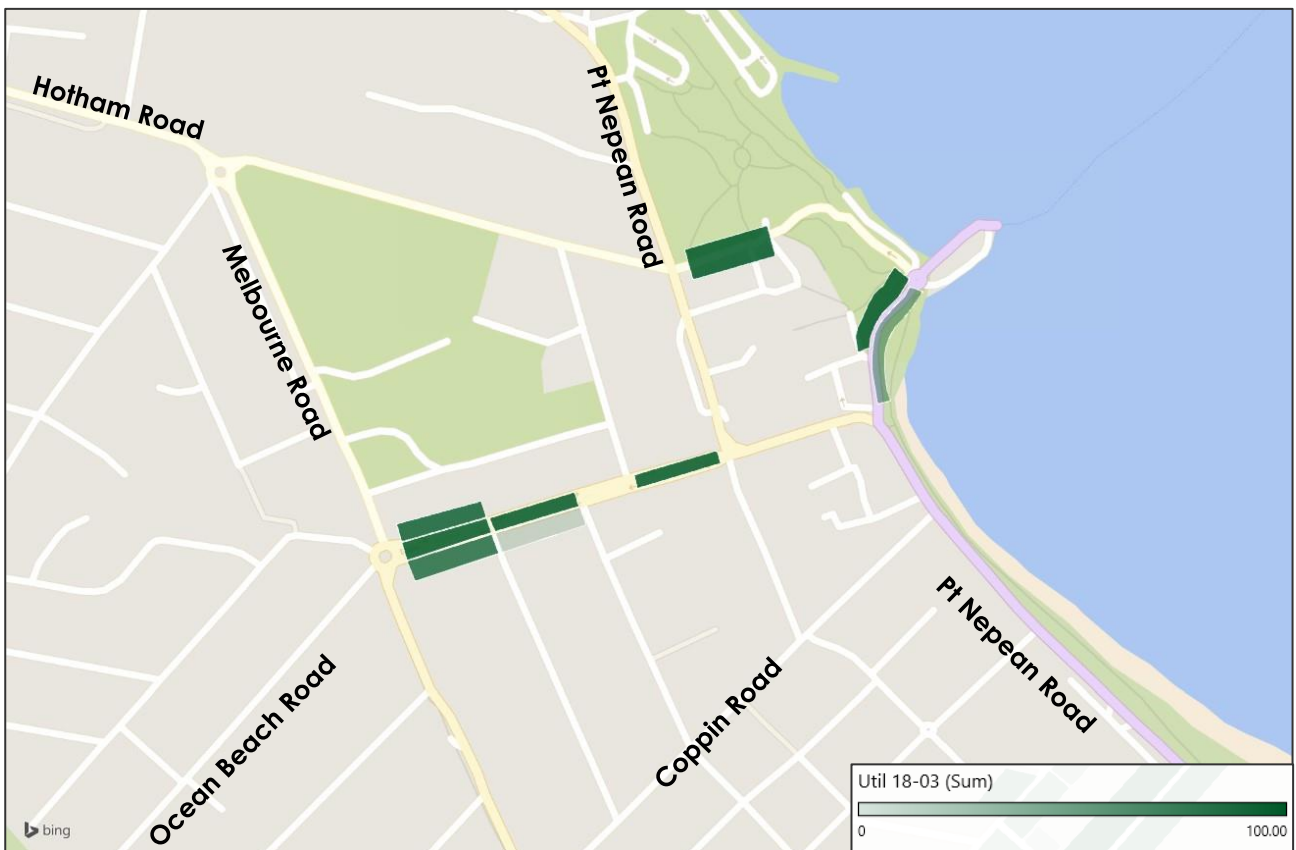 Hotham Road
Pt Nepean Road
Melbourne Road
Pt Nepean Road
Ocean Beach Road
Coppin Road
Util 18-03 (Sum)
0 100.00
bing